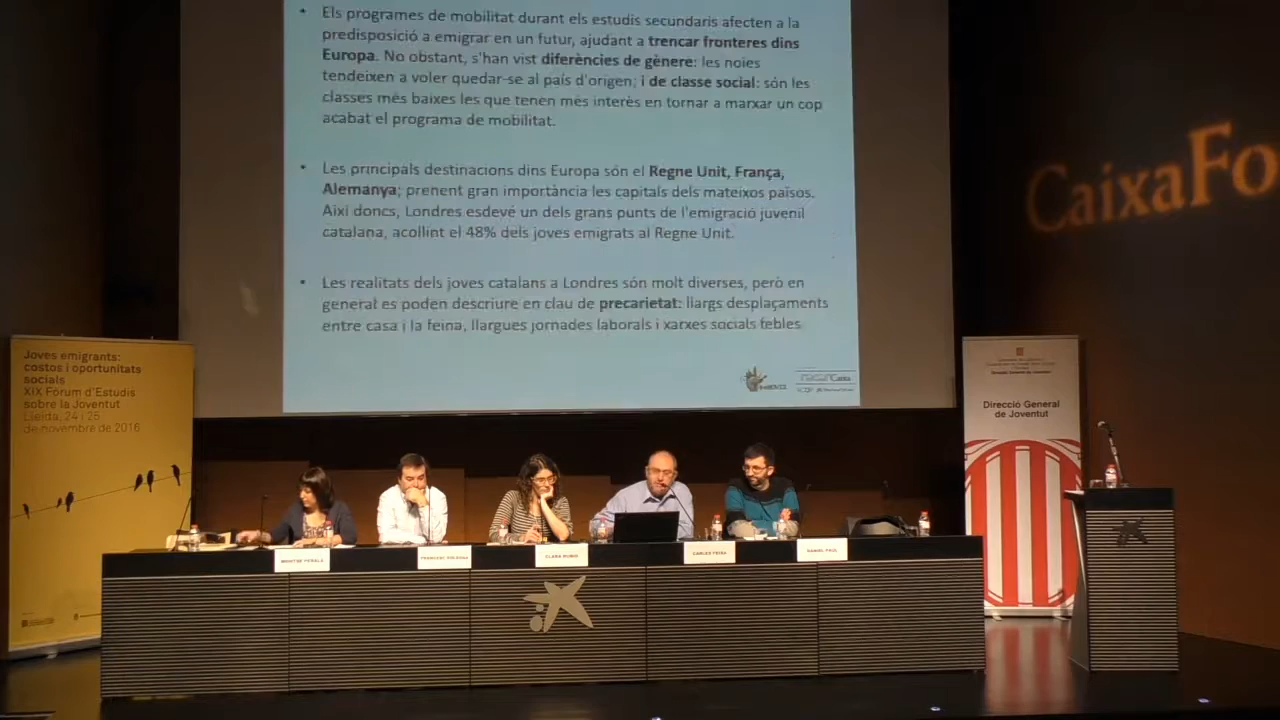 Els programes de mobilitat durant els estudis secundaris afecten a la
predisposició a emigrar en un futur, ajudant a trencar fronteres dins
Europa. No obstant, s'han vist diferències de gènere: les noies
tendeixen a voler quedar-se al país d'origen; i de classe social: són les
classes més baixes les que tenen més interès en tornar a marxar un cop
acabat el programa de mobilitat.
Les principals destinacions dins Europa són el Regne Unit, França,
Alemanya; prenent gran importància les capitals dels mateixos països.
Així doncs, Londres esdevé un dels grans punts de l'emigració juvenil
catalana, acollint el 48% dels joves emigrats al Regne Unit.
Les realitats dels joves catalans a Londres són molt diverses, però en
general es poden descriure en clau de precarietat: llargs desplaçaments
entre casa i la feina, llargues jornades laborals i xarxes socials febles
CaixaFo
Joves emigrants:
costos i oportunitats
socials
XIX Fòrum d'Estudis
sobre la Joventut
Lleida, 24 i 25
de novembre de 2016
Direcció General
de Joventut
CLARA RUBIO
CARLES FEIXA